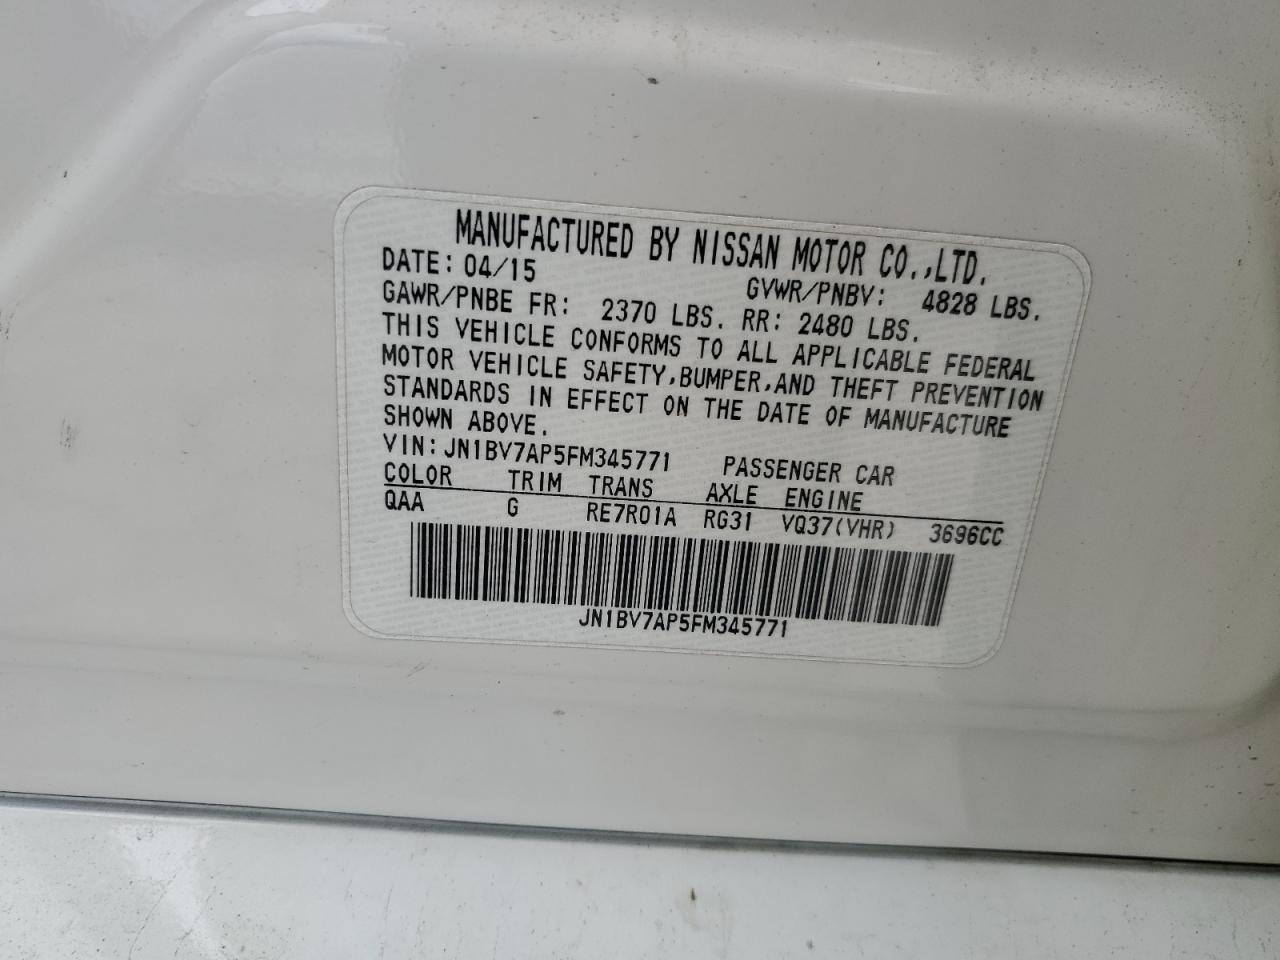 MANUFACTURED BY NISSAN MOTOR CO.,LTD.
DATE: 04/15 GVWR/PNBV: 4828 LBS.
GAWR/PNBE FR: 2370 LBS. RR: 2480 LBS.
THIS VEHICLE CONFORMS TO ALL APPLICABLE FEDERAL
MOTOR VEHICLE SAFETY,BUMPER,AND THEFT PREVENTION
STANDARDS IN EFFECT ON THE DATE OF MANUFACTURE
SHOWN ABOVE.
VIN: JN1BV7AP5FM345771 PASSENGER CAR
COLOR TRIM TRANS AXLE ENGINE
QAA G RE7R01A RG31 VQ37(VHR) 3696CC
JN1BV7AP5FM345771